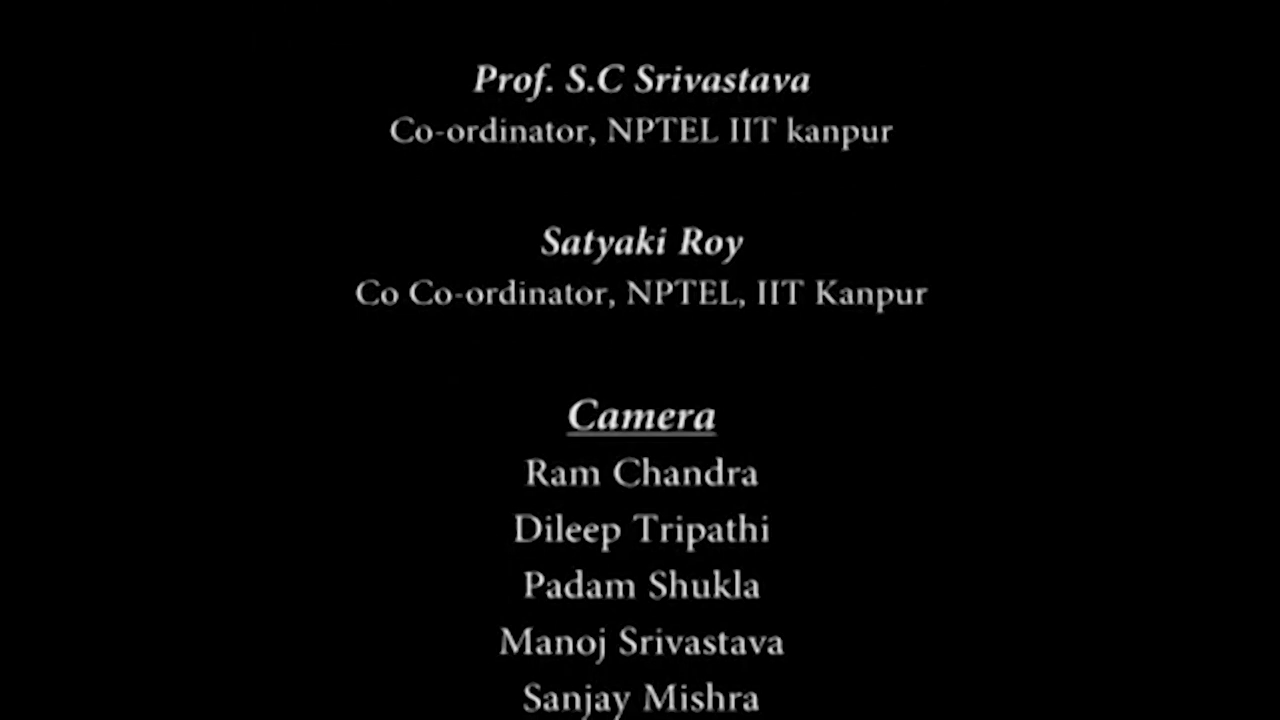 Prof. S.C Srivastava
Co-ordinator, NPTEL IIT kanpur
Satyaki Roy
Co Co-ordinator, NPTEL, IIT Kanpur
Camera
Ram Chandra
Dileep Tripathi
Padam Shukla
Manoj Srivastava
Sanjay Mishra